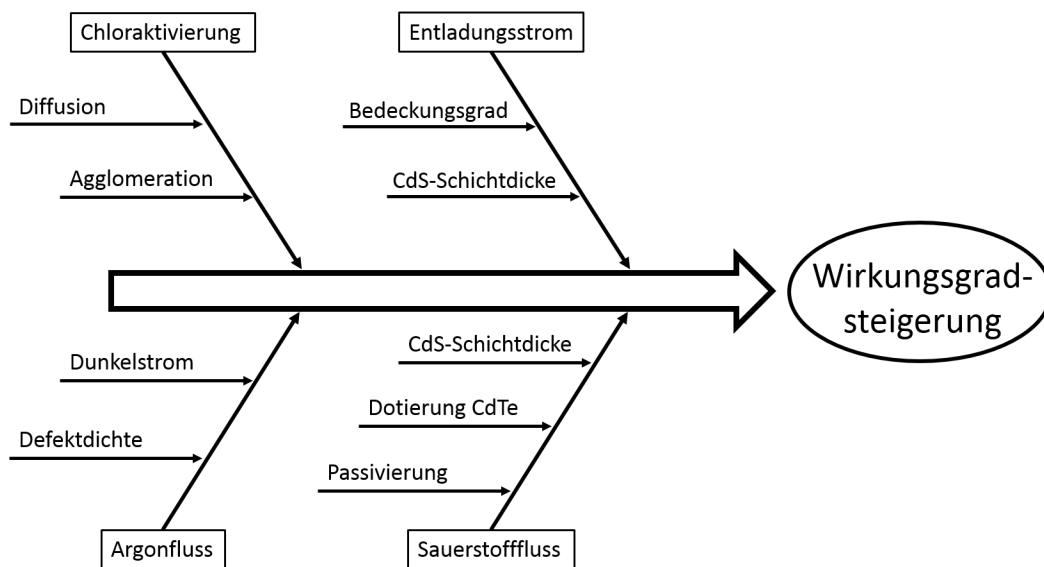 Chloraktivierung
Entladungsstrom
Diffusion
Bedeckungsgrad
Agglomeration
CdS-Schichtdicke
Wirkungsgrad-
steigerung
Dunkelstrom
CdS-Schichtdicke
Defektdichte
Dotierung CdTe
Passivierung
Argonfluss
Sauerstofffluss